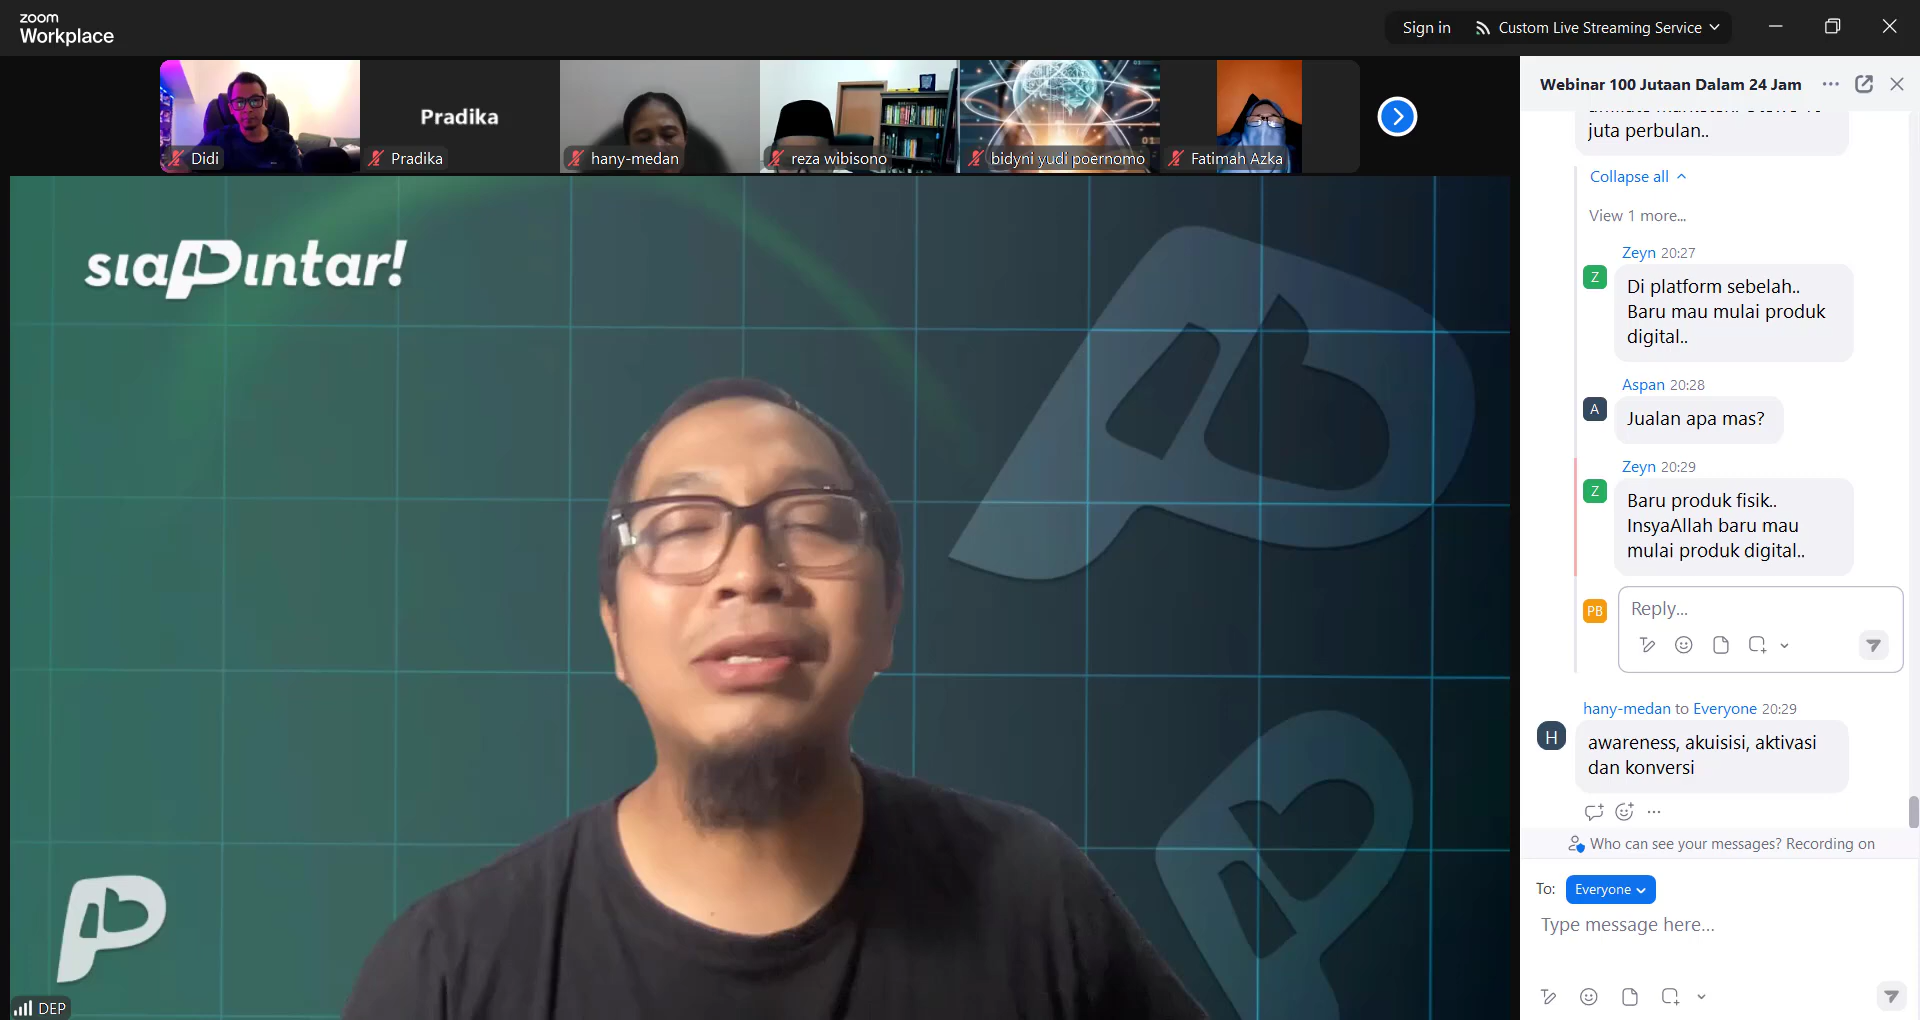 zoom
Workplace
Sign in
Custom Live Streaming Service
Didi
Pradika
Pradika
hany-medan
reza wibisono
bidyni yudi poernomo
Fatimah Azka
sıaPıntar!
DEP
Webinar 100 Jutaan Dalam 24 Jam
juta perbulan..
Collapse all
View 1 more...
Zeyn 20:27
Z
Di platform sebelah..
Baru mau mulai produk
digital..
Aspan 20:28
A
Jualan apa mas?
Zeyn 20:29
Z
Baru produk fisik..
InsyaAllah baru mau
mulai produk digital..
PB
Reply...
hany-medan to Everyone 20:29
H
awareness, akuisisi, aktivasi
dan konversi
Who can see your messages? Recording on
To: Everyone
Type message here...